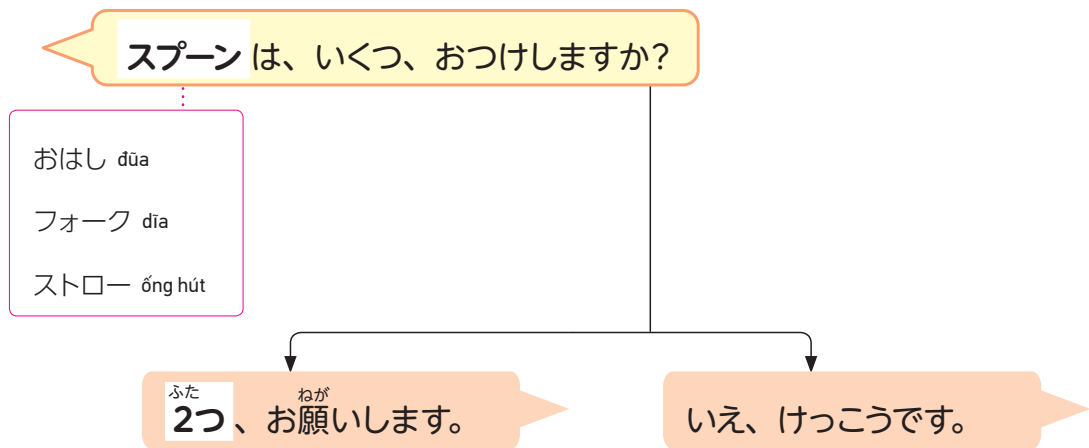 スプーンは、いくつ、おつけしますか？
おはし đũa
フォーク dĩa
ストロー ống hút
ふた ねが
2つ、お願いします。
いえ、けっこうです。